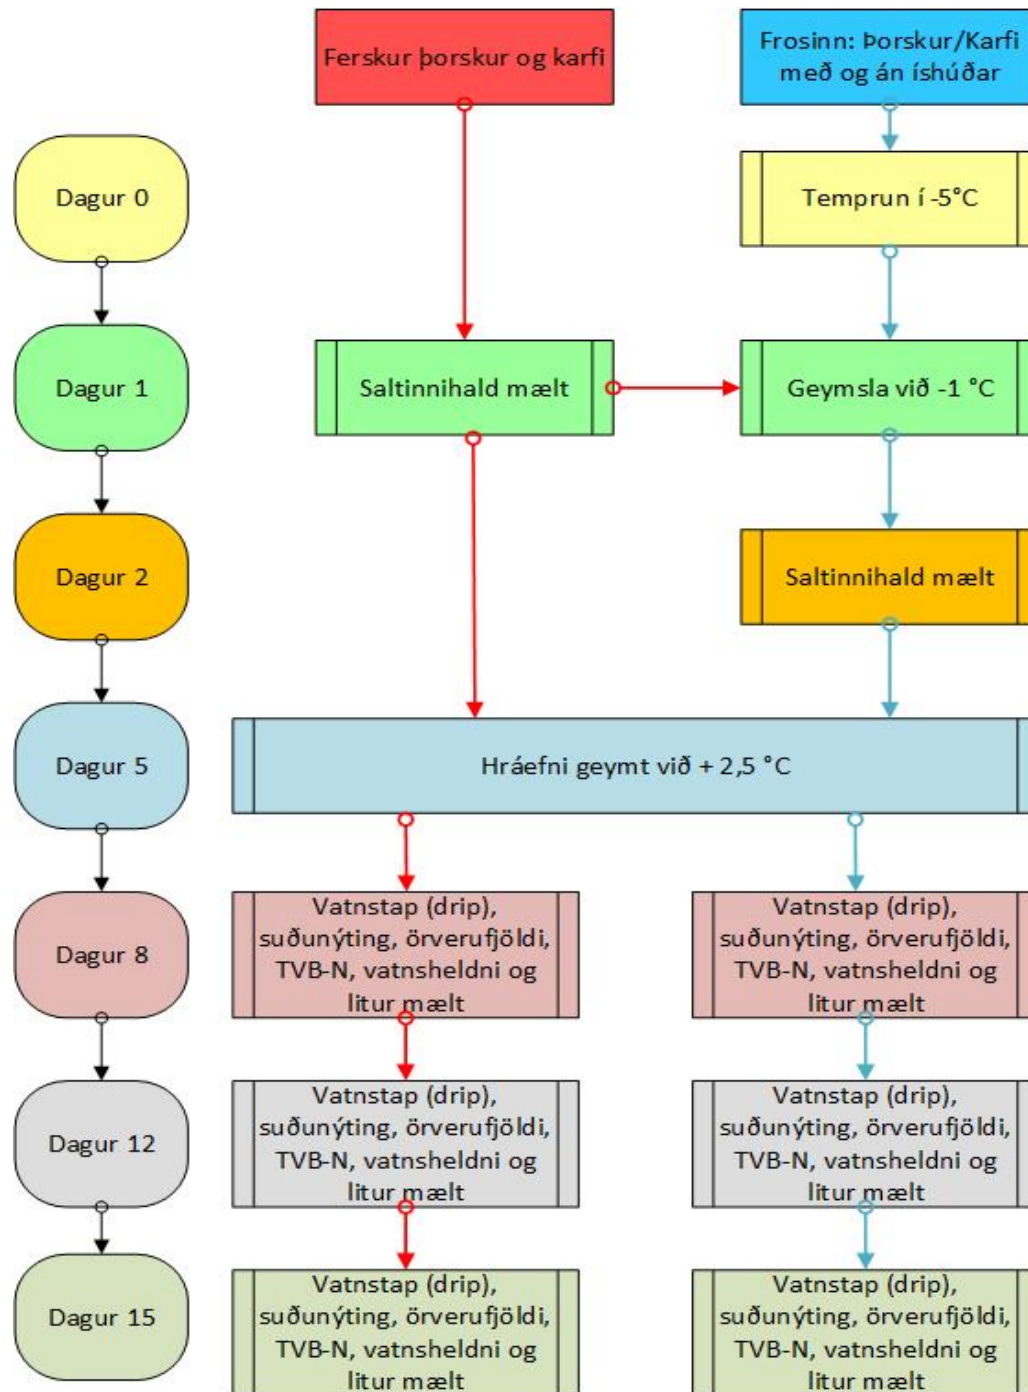 Ferskur þorskur og karfi
Frosinn: Þorskur/Karfi
með og án íshúðar
Dagur 0
Temprun í -5°C
Dagur 1
Saltinnihald mælt
Geymsla við -1 °C
Dagur 2
Saltinnihald mælt
Dagur 5
Hráefni geymt við + 2,5 °C
Dagur 8
Vatnstap (drip),
suðunýting, örverufjöldi,
TVB-N, vatnsheldni og
litur mælt
Vatnstap (drip),
suðunýting, örverufjöldi,
TVB-N, vatnsheldni og
litur mælt
Dagur 12
Vatnstap (drip),
suðunýting, örverufjöldi,
TVB-N, vatnsheldni og
litur mælt
Vatnstap (drip),
suðunýting, örverufjöldi,
TVB-N, vatnsheldni og
litur mælt
Dagur 15
Vatnstap (drip),
suðunýting, örverufjöldi,
TVB-N, vatnsheldni og
litur mælt
Vatnstap (drip),
suðunýting, örverufjöldi,
TVB-N, vatnsheldni og
litur mælt